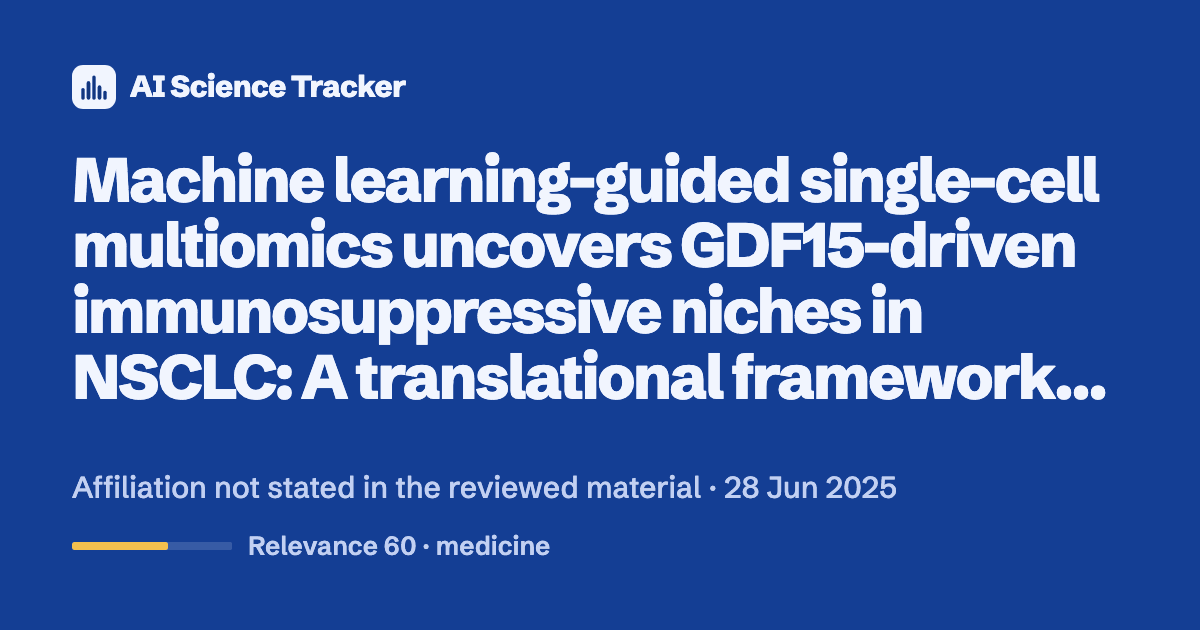 AI Science Tracker
Machine learning-guided single-cell
multiomics uncovers GDF15-driven
immunosuppressive niches in
NSCLC: A translational framework...
Affiliation not stated in the reviewed material · 28 Jun 2025
Relevance 60 · medicine